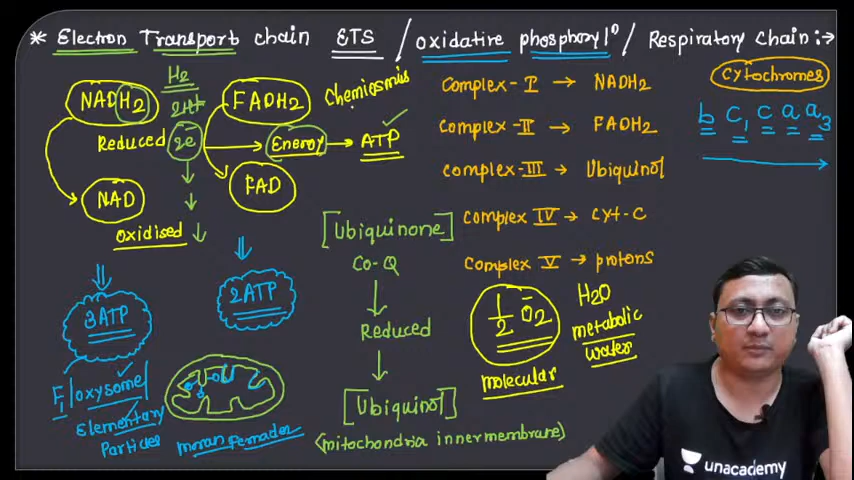 * Electron Transport chain ETS / oxidative phosphoryl^n / Respiratory chain :→
H2
NADH2
2H+
FADH2
Chemiosmis
Reduced
2e
Energy → ATP
NAD
FAD
oxidised
3ATP
2ATP
F1 | oxysome |
Elementary
Particles
[Ubiquinone]
Co-Q
Reduced
[Ubiquinol]
(mitochondria innermembrane)
Complex-I → NADH2
Complex-II → FADH2
Complex-III → Ubiquinol
Complex IV → Cyt-C
Complex V → protons
1/2 O2
molecular
H2O
metabolic
water
Cytochromes
b C1 c a a3
unacademy